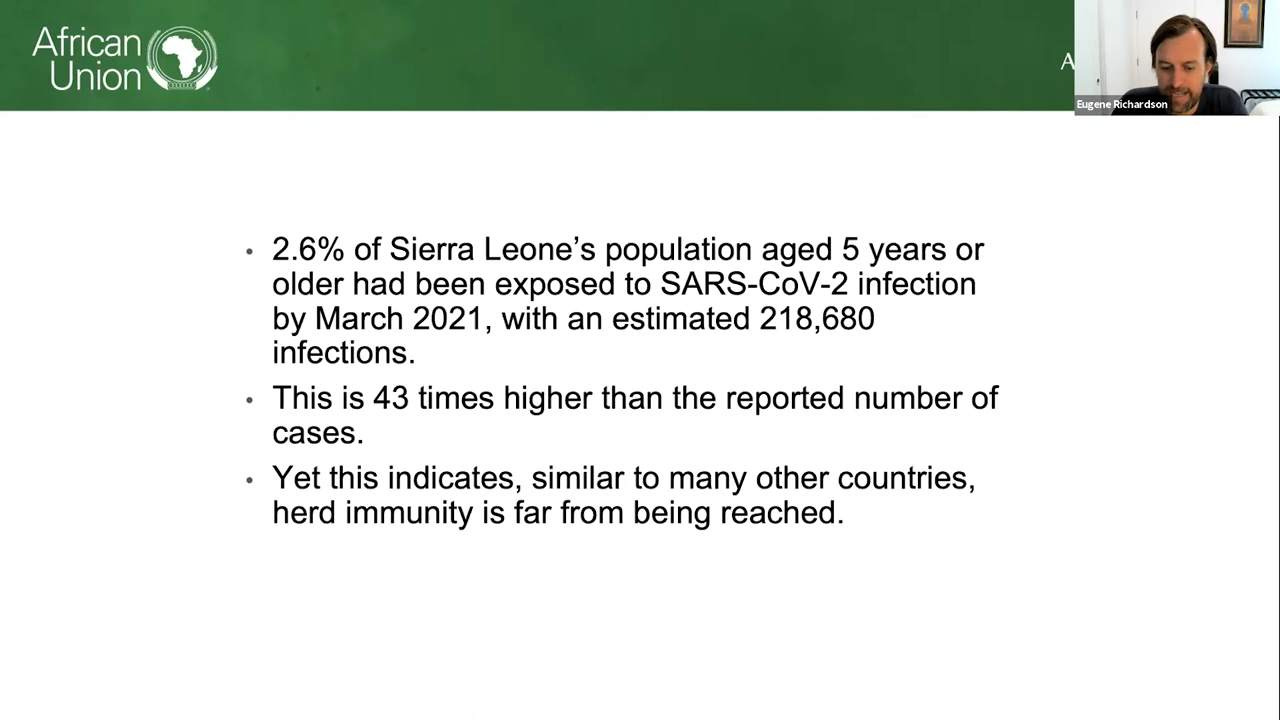 African
Union
A
Eugene Richardson
• 2.6% of Sierra Leone’s population aged 5 years or
older had been exposed to SARS-CoV-2 infection
by March 2021, with an estimated 218,680
infections.
• This is 43 times higher than the reported number of
cases.
• Yet this indicates, similar to many other countries,
herd immunity is far from being reached.